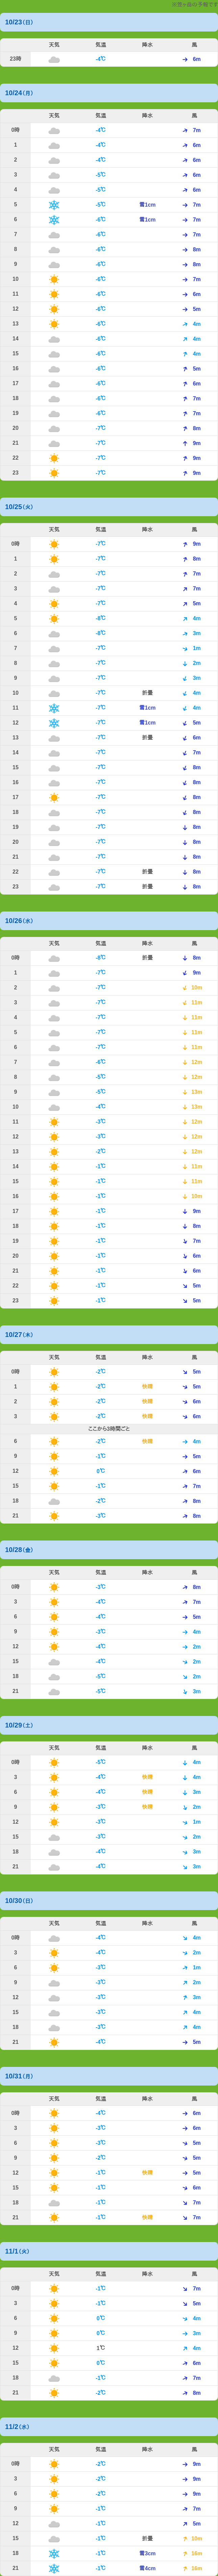 10/23(日)
天気 気温 降水 風
23時 -4℃ 6m
10/24(月)
天気 気温 降水 風
0時 -4℃ 7m
1 -4℃ 6m
2 -4℃ 6m
3 -5℃ 6m
4 -5℃ 6m
5 -5℃ 雪1cm 7m
6 -6℃ 雪1cm 7m
7 -6℃ 7m
8 -6℃ 8m
9 -6℃ 8m
10 -6℃ 7m
11 -6℃ 6m
12 -6℃ 5m
13 -6℃ 4m
14 -6℃ 4m
15 -6℃ 4m
16 -6℃ 5m
17 -6℃ 6m
18 -6℃ 7m
19 -6℃ 7m
20 -7℃ 8m
21 -7℃ 9m
22 -7℃ 9m
23 -7℃ 9m
10/25(火)
天気 気温 降水 風
0時 -7℃ 9m
1 -7℃ 8m
2 -7℃ 7m
3 -7℃ 7m
4 -7℃ 5m
5 -8℃ 4m
6 -8℃ 3m
7 -7℃ 1m
8 -7℃ 2m
9 -7℃ 3m
10 -7℃ 折曇 4m
11 -7℃ 雪1cm 4m
12 -7℃ 雪1cm 5m
13 -7℃ 折曇 6m
14 -7℃ 7m
15 -7℃ 8m
16 -7℃ 8m
17 -7℃ 8m
18 -7℃ 8m
19 -7℃ 8m
20 -7℃ 8m
21 -7℃ 8m
22 -7℃ 折曇 8m
23 -7℃ 折曇 8m
10/26(水)
天気 気温 降水 風
0時 -8℃ 折曇 8m
1 -7℃ 9m
2 -7℃ 10m
3 -7℃ 11m
4 -7℃ 11m
5 -7℃ 11m
6 -7℃ 11m
7 -6℃ 12m
8 -5℃ 12m
9 -5℃ 13m
10 -4℃ 13m
11 -3℃ 12m
12 -3℃ 12m
13 -2℃ 12m
14 -1℃ 11m
15 -1℃ 11m
16 -1℃ 10m
17 -1℃ 9m
18 -1℃ 8m
19 -1℃ 7m
20 -1℃ 6m
21 -1℃ 6m
22 -1℃ 5m
23 -1℃ 5m
10/27(木)
天気 気温 降水 風
0時 -2℃ 5m
1 -2℃ 快晴 5m
2 -2℃ 快晴 6m
3 -2℃ 快晴 6m
ここから3時間ごと
6 -2℃ 快晴 4m
9 -1℃ 5m
12 0℃ 6m
15 -1℃ 7m
18 -2℃ 8m
21 -3℃ 8m
10/28(金)
天気 気温 降水 風
0時 -3℃ 8m
3 -4℃ 7m
6 -4℃ 5m
9 -3℃ 4m
12 -4℃ 2m
15 -4℃ 2m
18 -5℃ 2m
21 -5℃ 3m
10/29(土)
天気 気温 降水 風
0時 -5℃ 4m
3 -4℃ 快晴 4m
6 -4℃ 快晴 3m
9 -3℃ 快晴 2m
12 -3℃ 1m
15 -3℃ 2m
18 -4℃ 3m
21 -4℃ 3m
10/30(日)
天気 気温 降水 風
0時 -4℃ 4m
3 -4℃ 2m
6 -3℃ 1m
9 -3℃ 2m
12 -3℃ 3m
15 -3℃ 4m
18 -3℃ 4m
21 -4℃ 5m
10/31(月)
天気 気温 降水 風
0時 -4℃ 6m
3 -3℃ 6m
6 -3℃ 5m
9 -2℃ 5m
12 -1℃ 快晴 5m
15 -1℃ 6m
18 -1℃ 7m
21 -1℃ 快晴 7m
11/1(火)
天気 気温 降水 風
0時 -1℃ 7m
3 -1℃ 5m
6 0℃ 4m
9 0℃ 3m
12 1℃ 4m
15 0℃ 6m
18 -1℃ 7m
21 -2℃ 8m
11/2(水)
天気 気温 降水 風
0時 -2℃ 9m
3 -2℃ 9m
6 -2℃ 9m
9 -1℃ 7m
12 -1℃ 5m
15 -1℃ 折曇 10m
18 -1℃ 雪3cm 16m
21 -1℃ 雪4cm 16m